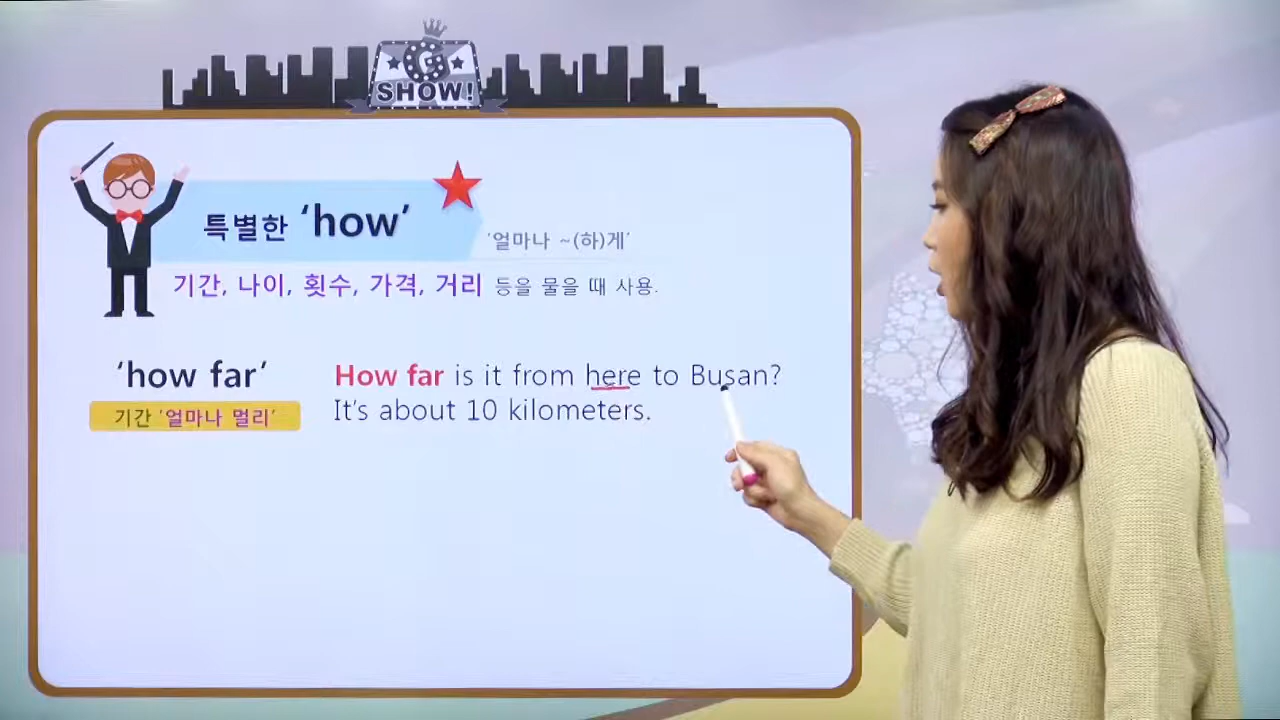 G
SHOW!
특별한 ‘how’
‘얼마나 ~(하)게’
기간, 나이, 횟수, 가격, 거리 등을 물을 때 사용.
‘how far’
기간 ‘얼마나 멀리’
How far is it from here to Busan?
It's about 10 kilometers.